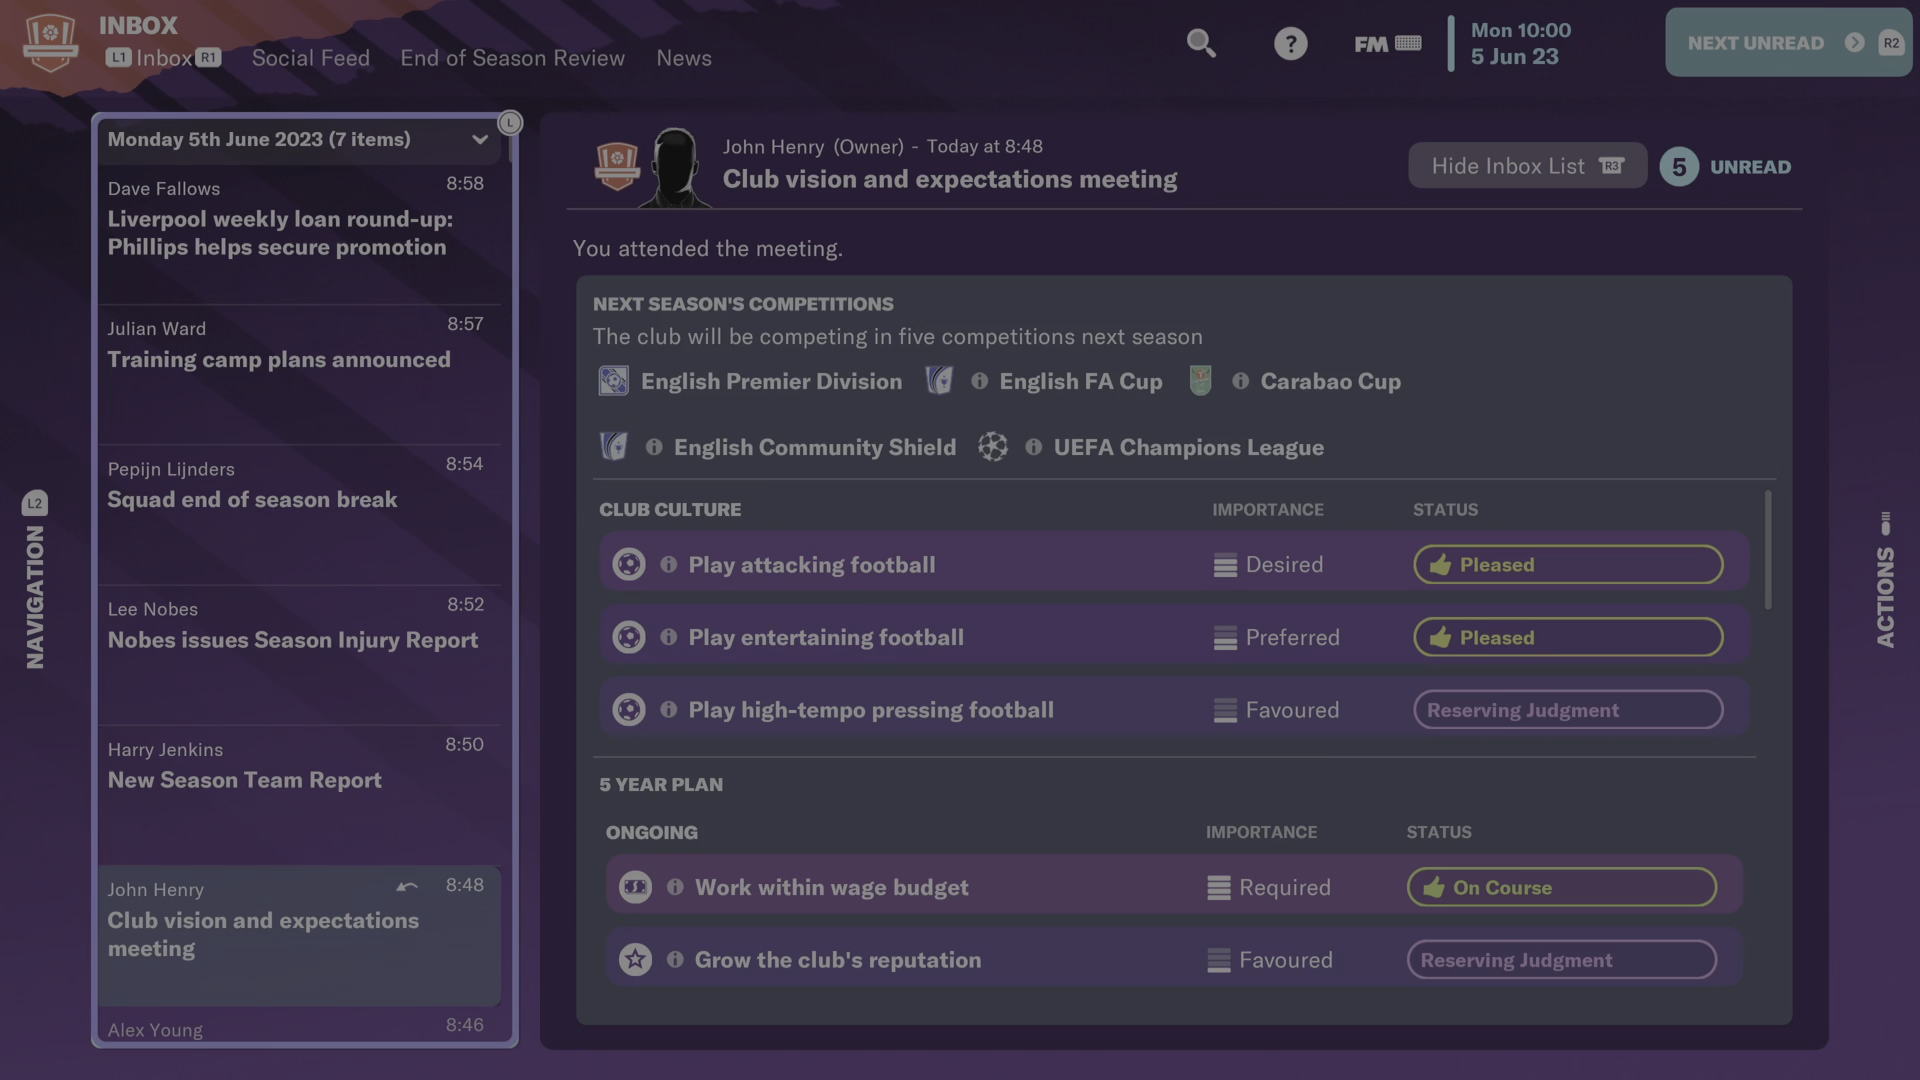 INBOX
L1 Inbox R1 Social Feed End of Season Review News
? FM Mon 10:00
5 Jun 23
NEXT UNREAD R2
Monday 5th June 2023 (7 items)
L
Dave Fallows 8:58
Liverpool weekly loan round-up:
Phillips helps secure promotion
Julian Ward 8:57
Training camp plans announced
Pepijn Lijnders 8:54
Squad end of season break
Lee Nobes 8:52
Nobes issues Season Injury Report
Harry Jenkins 8:50
New Season Team Report
John Henry 8:48
Club vision and expectations
meeting
Alex Young 8:46
L2
NAVIGATION
John Henry (Owner) - Today at 8:48
Club vision and expectations meeting
Hide Inbox List R3
5 UNREAD
You attended the meeting.
NEXT SEASON'S COMPETITIONS
The club will be competing in five competitions next season
English Premier Division English FA Cup Carabao Cup
English Community Shield UEFA Champions League
CLUB CULTURE IMPORTANCE STATUS
Play attacking football Desired Pleased
Play entertaining football Preferred Pleased
Play high-tempo pressing football Favoured Reserving Judgment
5 YEAR PLAN
ONGOING IMPORTANCE STATUS
Work within wage budget Required On Course
Grow the club's reputation Favoured Reserving Judgment
ACTIONS